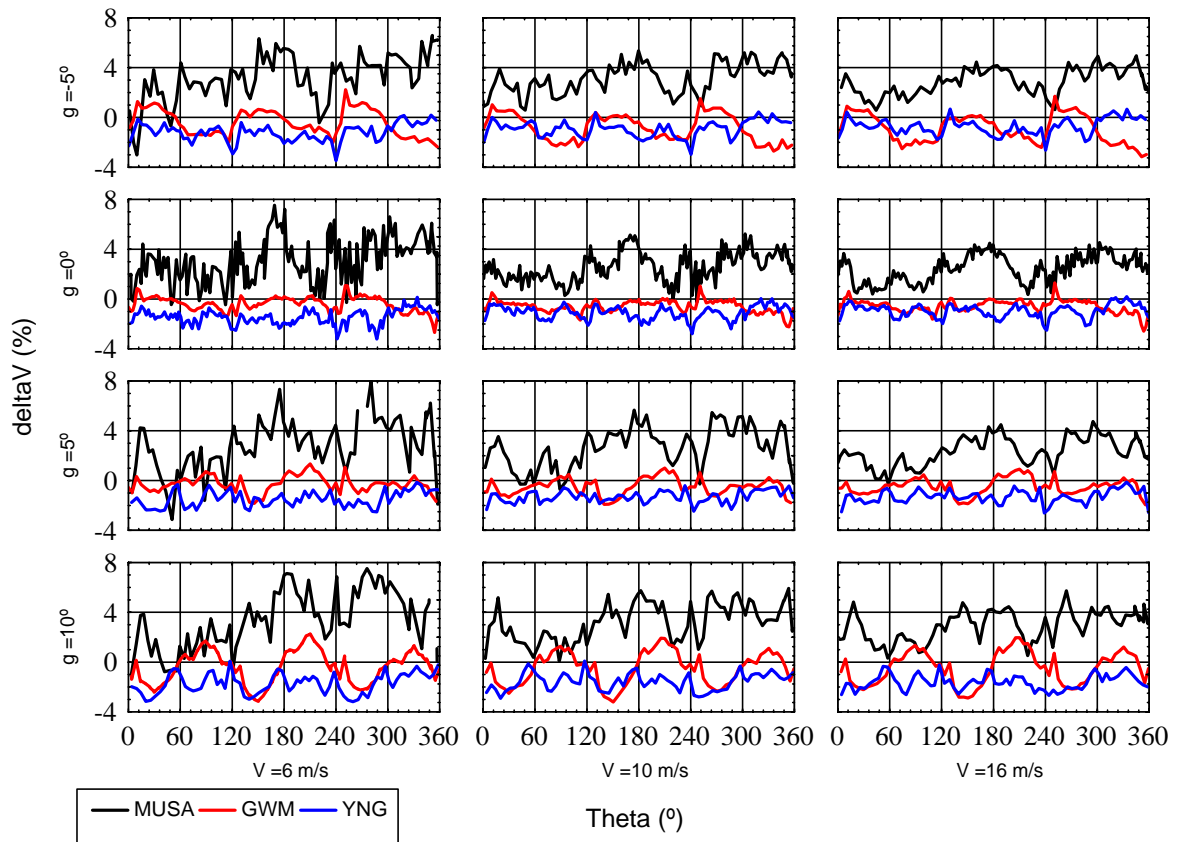 8
4
0
-4
g =-5º
8
4
0
-4
g =0º
deltaV (%)
8
4
0
-4
g =5º
8
4
0
-4
g =10º
0 60 120 180 240 300 360
0 60 120 180 240 300 360
0 60 120 180 240 300 360
V =6 m/s
V =10 m/s
V =16 m/s
MUSA GWM YNG
Theta (º)